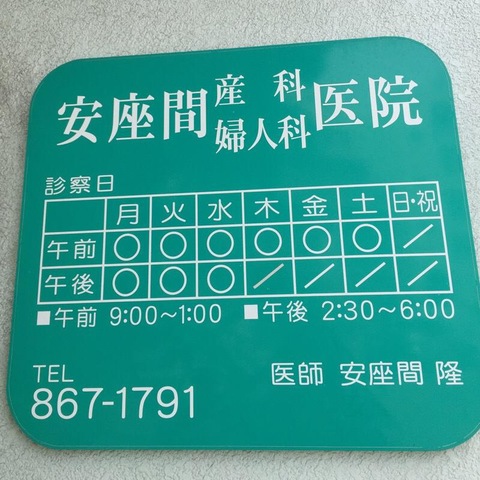 安座間産科婦人科医院
診察日
月 火 水 木 金 土 日・祝
午前 ○ ○ ○ ○ ○ ○ ／
午後 ○ ○ ○ ／ ／ ／ ／
■午前 9:00～1:00 ■午後 2:30～6:00
TEL
867-1791
医師 安座間 隆